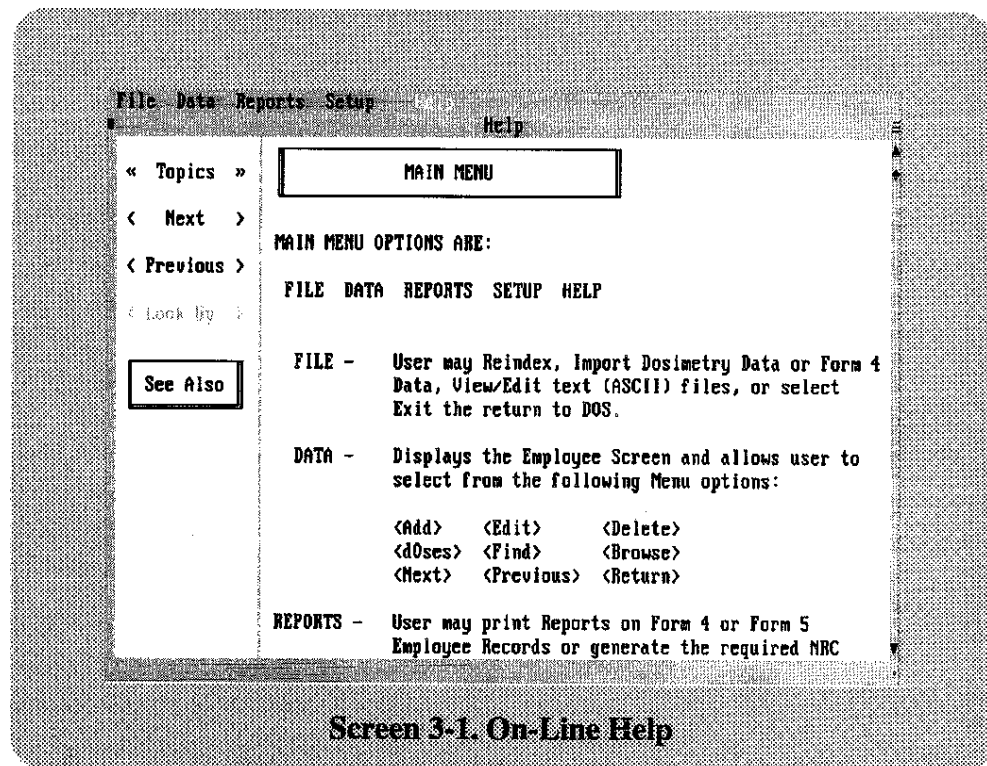 File Data Reports Setup
Help
« Topics »
< Next >
< Previous >
< Look Up >
See Also
MAIN MENU
MAIN MENU OPTIONS ARE:
FILE DATA REPORTS SETUP HELP
FILE - User may Reindex, Import Dosimetry Data or Form 4
Data, View/Edit text (ASCII) files, or select
Exit the return to DOS.
DATA - Displays the Employee Screen and allows user to
select from the following Menu options:
<Add> <Edit> <Delete>
<dOses> <Find> <Browse>
<Next> <Previous> <Return>
REPORTS - User may print Reports on Form 4 or Form 5
Employee Records or generate the required NRC
Screen 3-1. On-Line Help